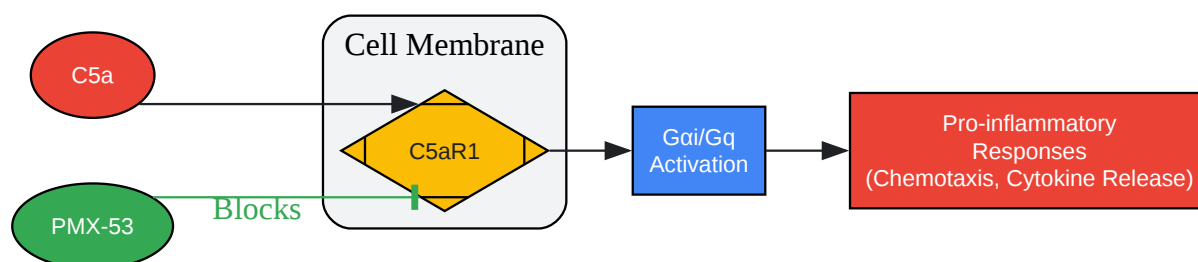 Cell Membrane
C5a
C5aR1
Gαi/Gq
Activation
Pro-inflammatory
Responses
(Chemotaxis, Cytokine Release)
Blocks
PMX-53